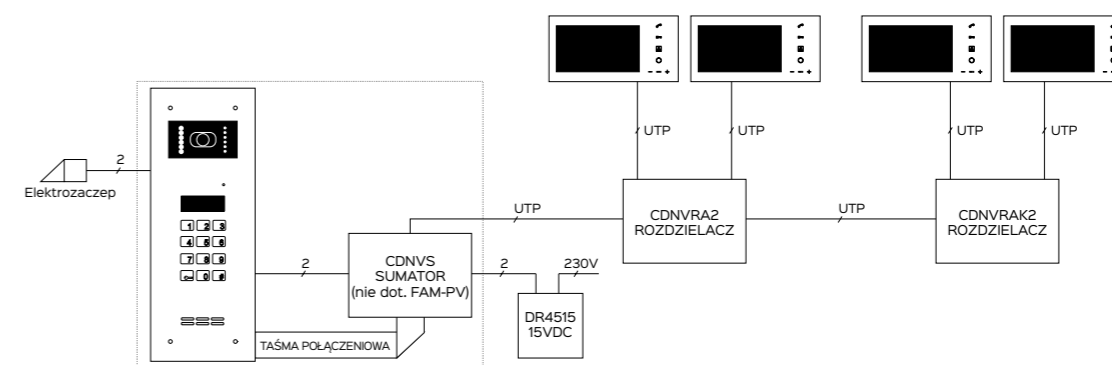 UTP
UTP
UTP
UTP
2
Elektrozaczep
1 2 3
4 5 6
7 8 9
0 #
UTP
UTP
CDNVRA2
ROZDZIELACZ
CDNVRAK2
ROZDZIELACZ
2
CDNVS
SUMATOR
(nie dot. FAM-PV)
2
230V
DR4515
15VDC
TAŚMA POŁĄCZENIOWA